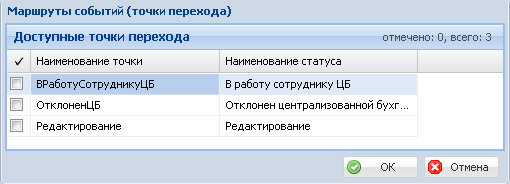 Маршруты событий (точки перехода)
Доступные точки перехода отмечено: 0, всего: 3
Наименование точки Наименование статуса
ВРаботуСотрудникуЦБ В работу сотруднику ЦБ
ОтклоненЦБ Отклонен централизованной бухг...
Редактирование Редактирование
ОК Отмена